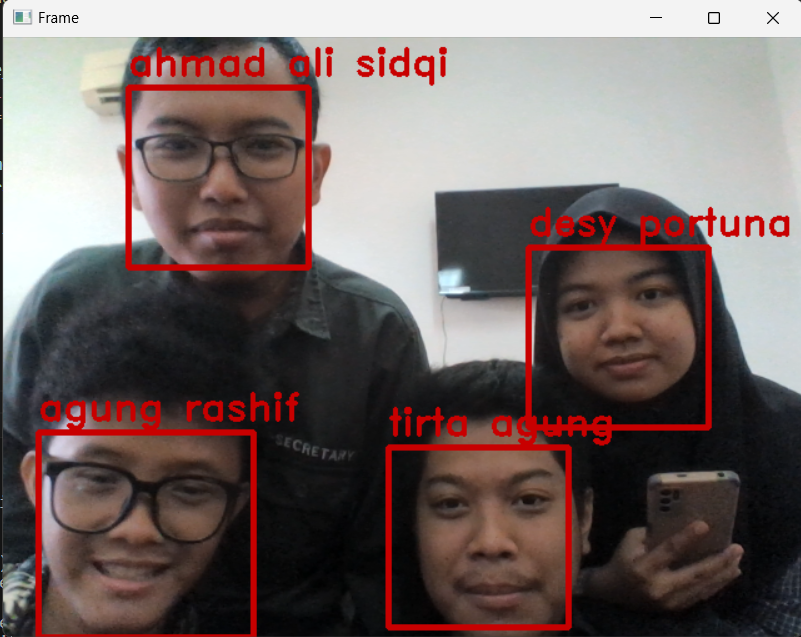 Frame
ahmad ali sidqi
desy portuna
agung rashif
tirta agung
SECRETARY